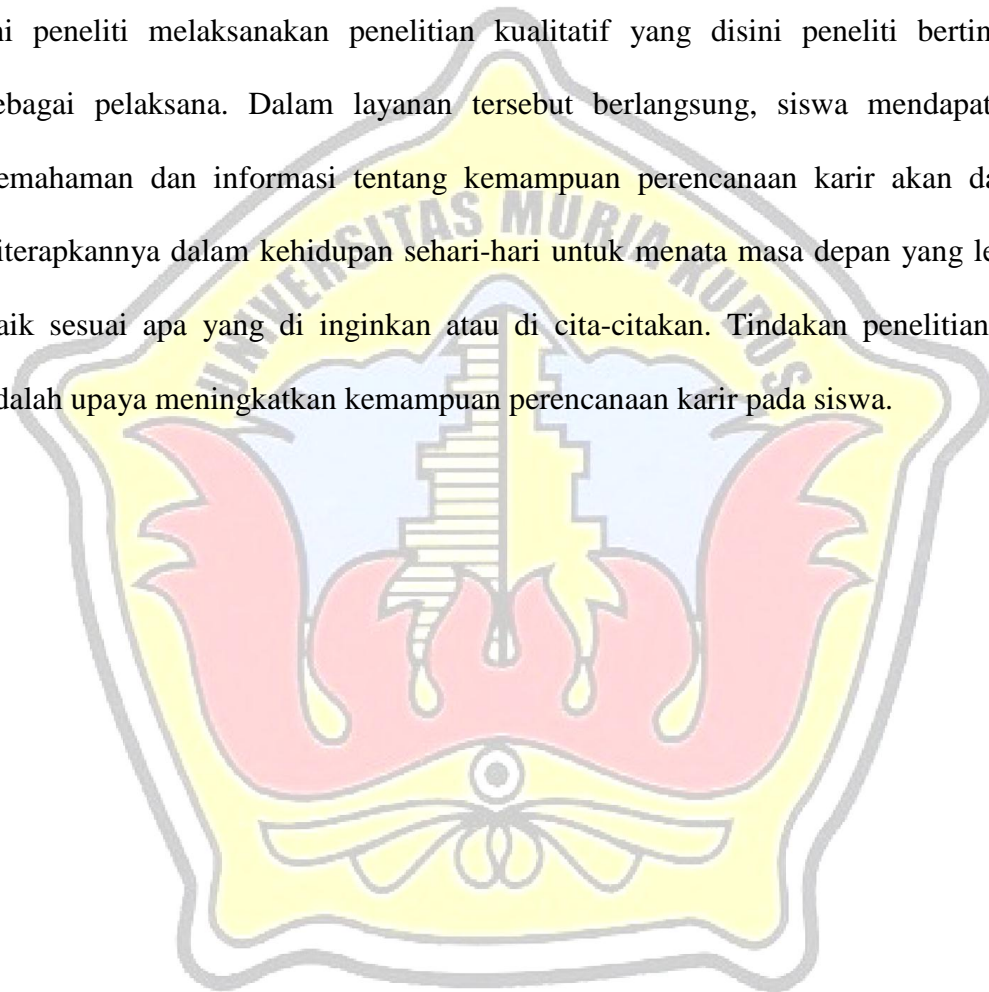 ni peneliti melaksanakan penelitian kualitatif yang disini peneliti bertin
ebagai pelaksana. Dalam layanan tersebut berlangsung, siswa mendapat
emahaman dan informasi tentang kemampuan perencanaan karir akan da
iterapkannya dalam kehidupan sehari-hari untuk menata masa depan yang le
aik sesuai apa yang di inginkan atau di cita-citakan. Tindakan penelitian
dalah upaya meningkatkan kemampuan perencanaan karir pada siswa.
UNIVERSITAS MURIA KUDUS